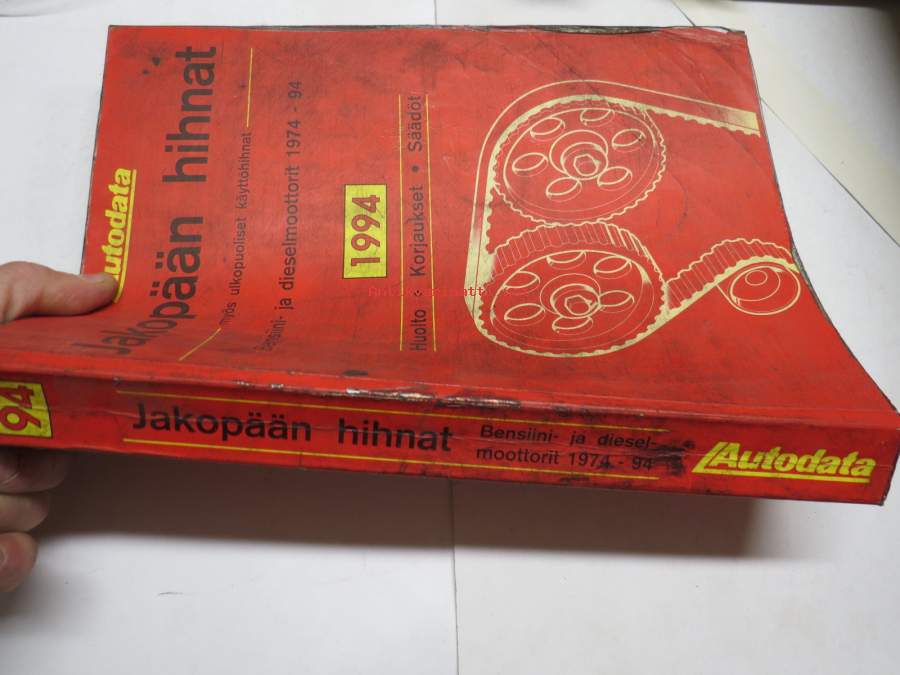 Autodata
Jakopään hihnat
myös ulkopuoliset käyttöhihnat
Bensiini- ja dieselmoottorit 1974 - 94
1994
Huolto • Korjaukset • Säädöt
94
Jakopään hihnat
Bensiini- ja diesel-
moottorit 1974 - 94
Autodata